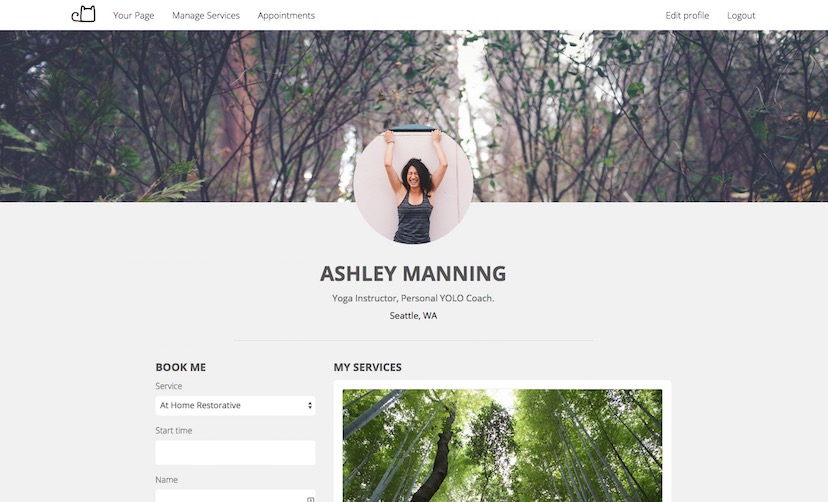 Your Page Manage Services Appointments Edit profile Logout
ASHLEY MANNING
Yoga Instructor, Personal YOLO Coach.
Seattle, WA
BOOK ME
Service
At Home Restorative
Start time
Name
MY SERVICES